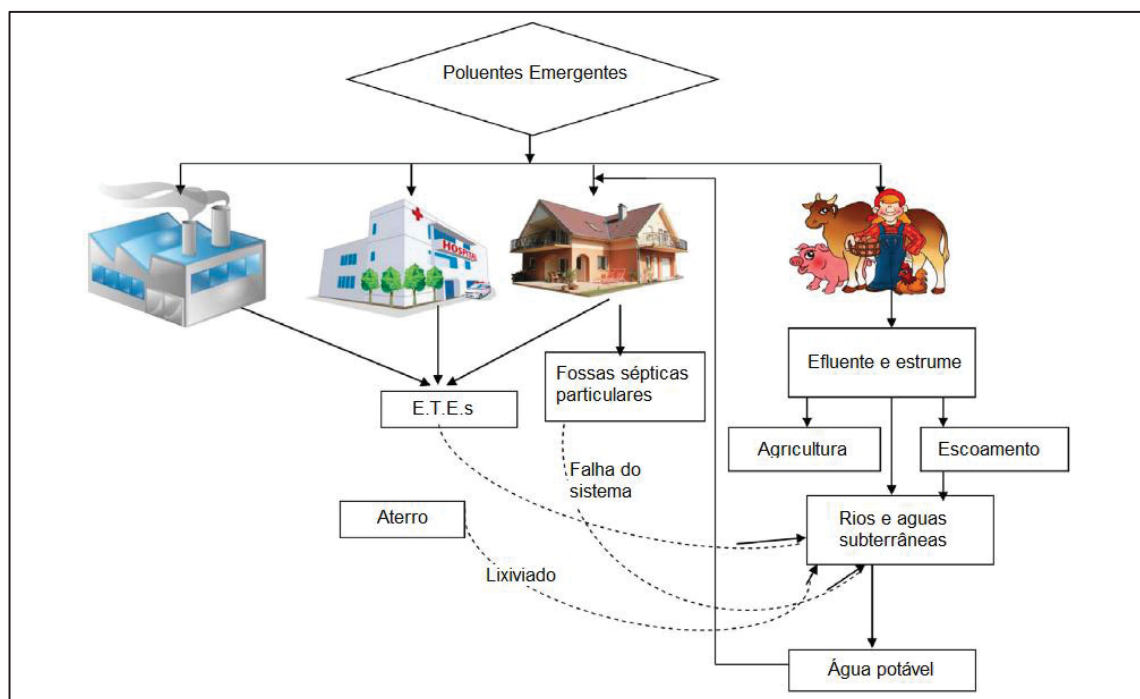 Poluentes Emergentes
HOSPITAL
Efluente e estrume
Fossas sépticas
particulares
E.T.E.s
Agricultura
Escoamento
Falha do
sistema
Aterro
Rios e aguas
subterrâneas
Lixiviado
Água potável